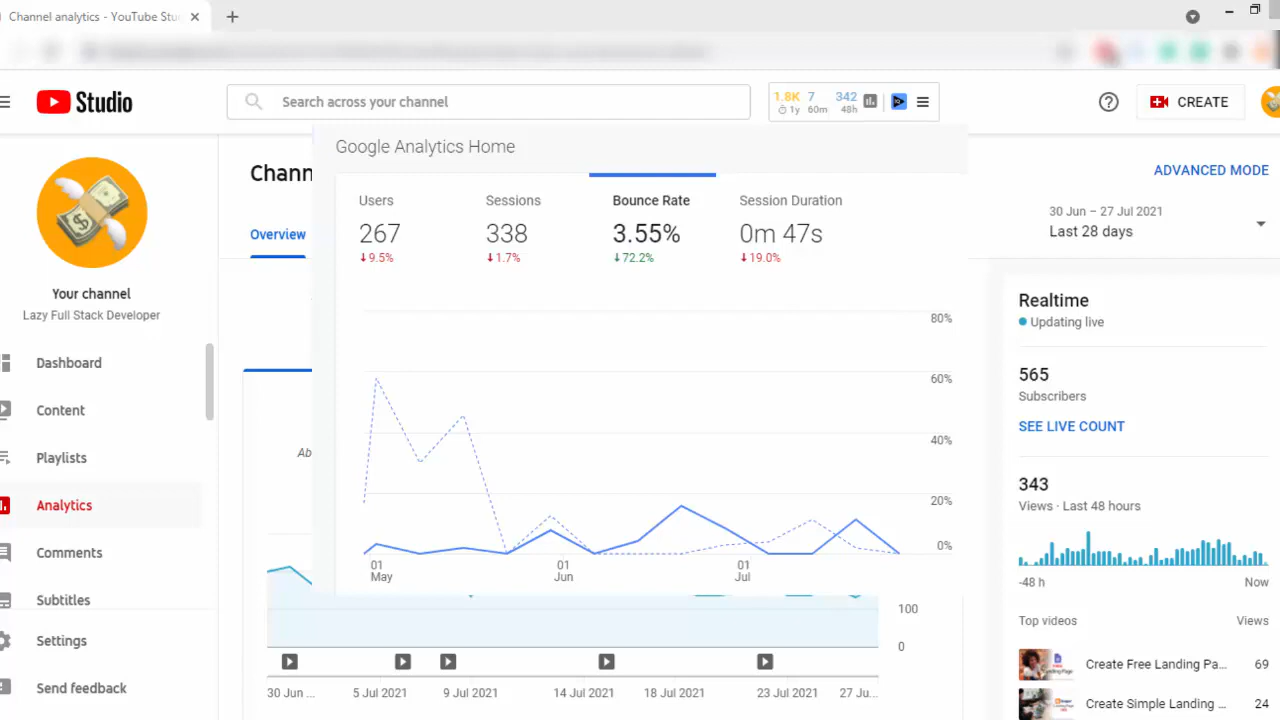 Channel analytics - YouTube Stu
Studio
Search across your channel
1.8K 7 342
1y 60m 48h
CREATE
Chann
Google Analytics Home
ADVANCED MODE
Users Sessions Bounce Rate Session Duration
267 338 3.55% 0m 47s
9.5% 1.7% 72.2% 19.0%
30 Jun – 27 Jul 2021
Last 28 days
Overview
Your channel
Lazy Full Stack Developer
Dashboard
Content
Playlists
Analytics
Comments
Subtitles
Settings
Send feedback
Ab
80%
60%
40%
20%
0%
01 01 01
May Jun Jul
100
0
30 Jun ... 5 Jul 2021 9 Jul 2021 14 Jul 2021 18 Jul 2021 23 Jul 2021 27 Ju...
Realtime
Updating live
565
Subscribers
SEE LIVE COUNT
343
Views · Last 48 hours
-48 h Now
Top videos Views
Create Free Landing Pa... 69
Create Simple Landing ... 24